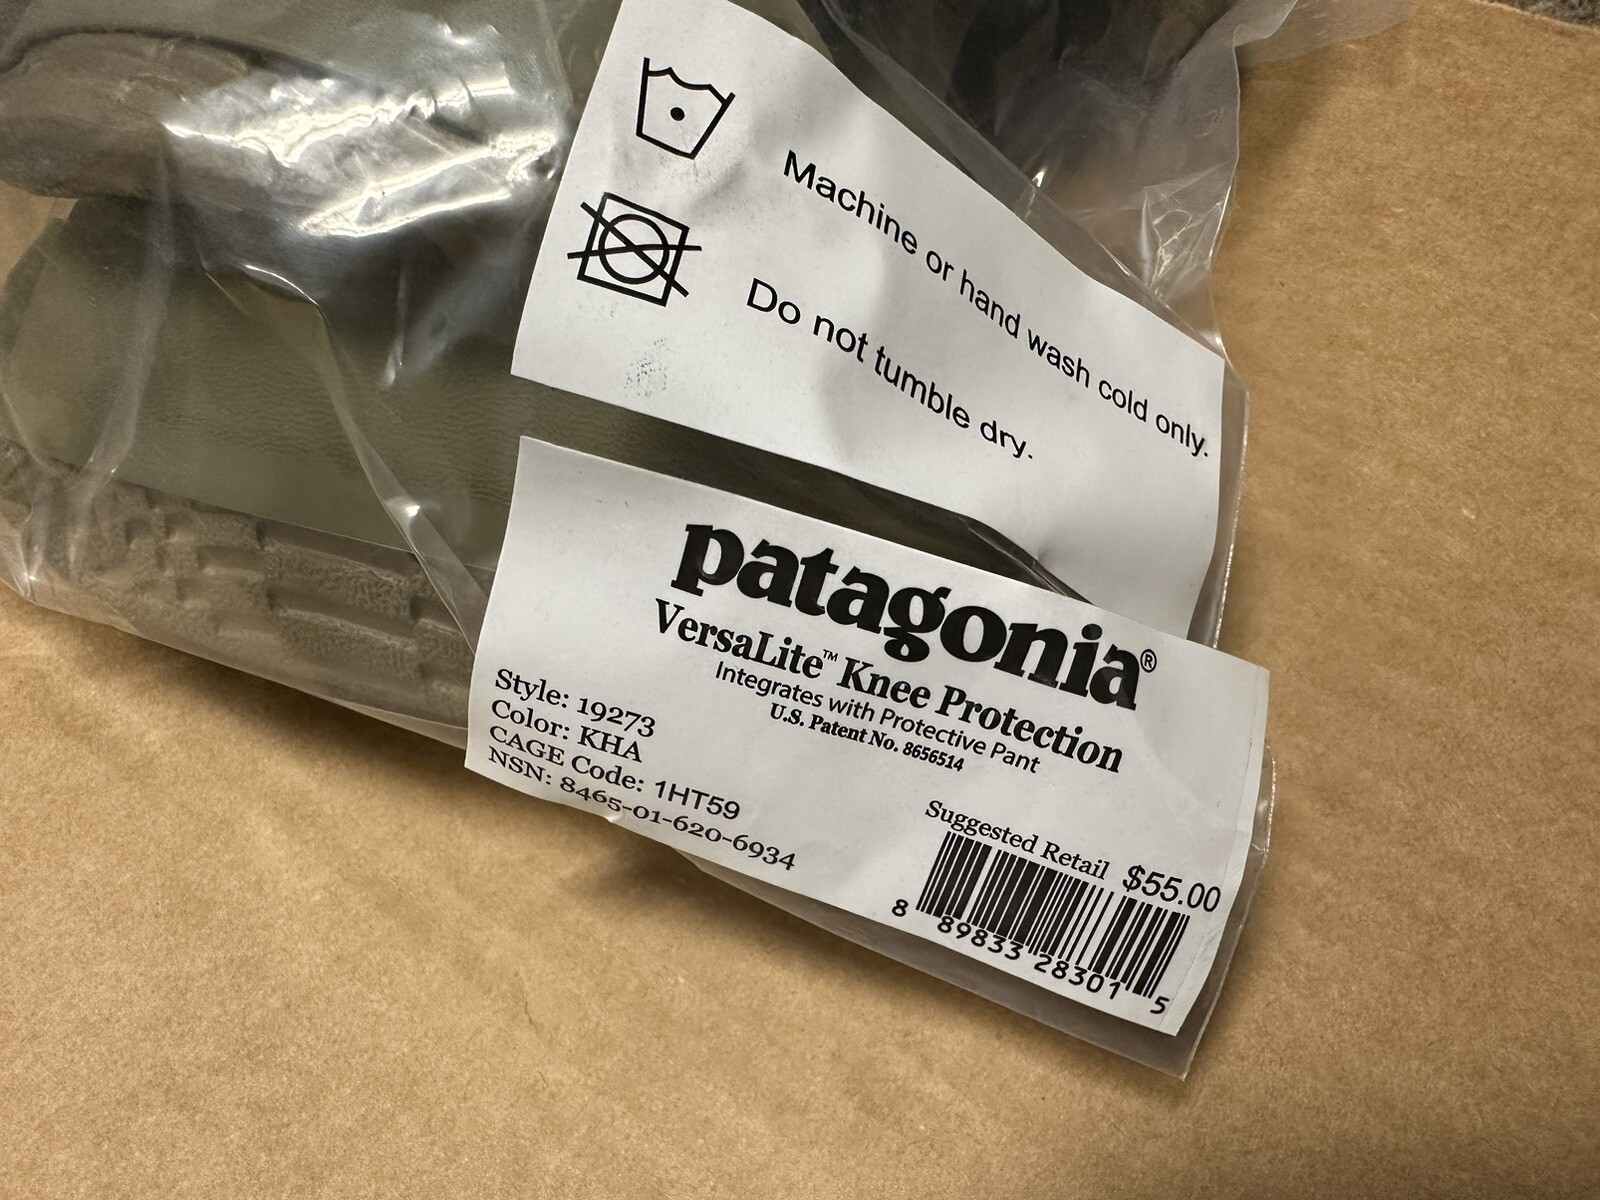 Machine or hand wash cold only.
Do not tumble dry.
patagonia®
VersaLite™ Knee Protection
Integrates with Protective Pant
U.S. Patent No. 8656514
Style: 19273
Color: KHA
CAGE Code: 1HT59
NSN: 8465-01-620-6934
Suggested Retail $55.00
8 89833 28301 5